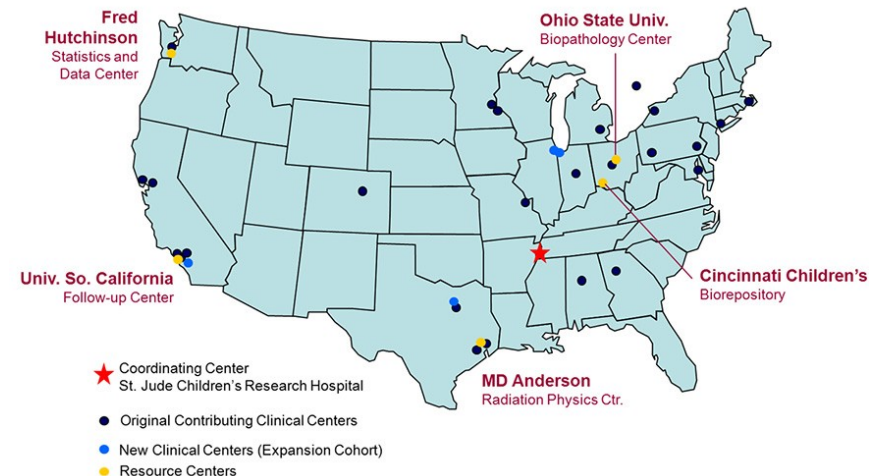 Fred
Hutchinson
Statistics and
Data Center
Ohio State Univ.
Biopathology Center
Univ. So. California
Follow-up Center
Cincinnati Children’s
Biorepository
MD Anderson
Radiation Physics Ctr.
Coordinating Center
St. Jude Children’s Research Hospital
Original Contributing Clinical Centers
New Clinical Centers (Expansion Cohort)
Resource Centers